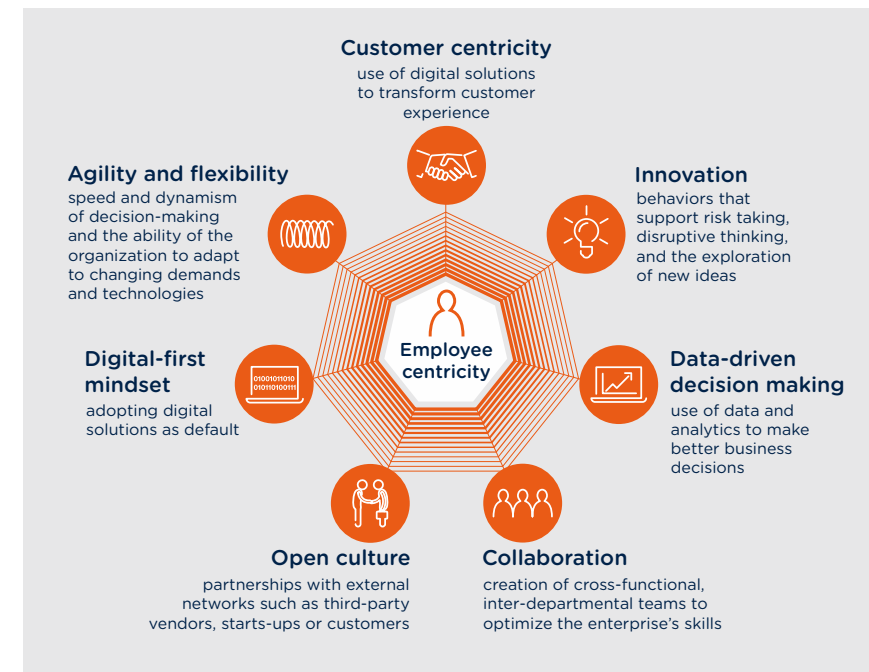 Customer centricity
use of digital solutions
to transform customer
experience
Agility and flexibility
speed and dynamism
of decision-making
and the ability of the
organization to adapt
to changing demands
and technologies
Innovation
behaviors that
support risk taking,
disruptive thinking,
and the exploration
of new ideas
Employee
centricity
Digital-first
mindset
adopting digital
solutions as default
01001011010
001011010011
Data-driven
decision making
use of data and
analytics to make
better business
decisions
Open culture
partnerships with external
networks such as third-party
vendors, starts-ups or customers
Collaboration
creation of cross-functional,
inter-departmental teams to
optimize the enterprise’s skills